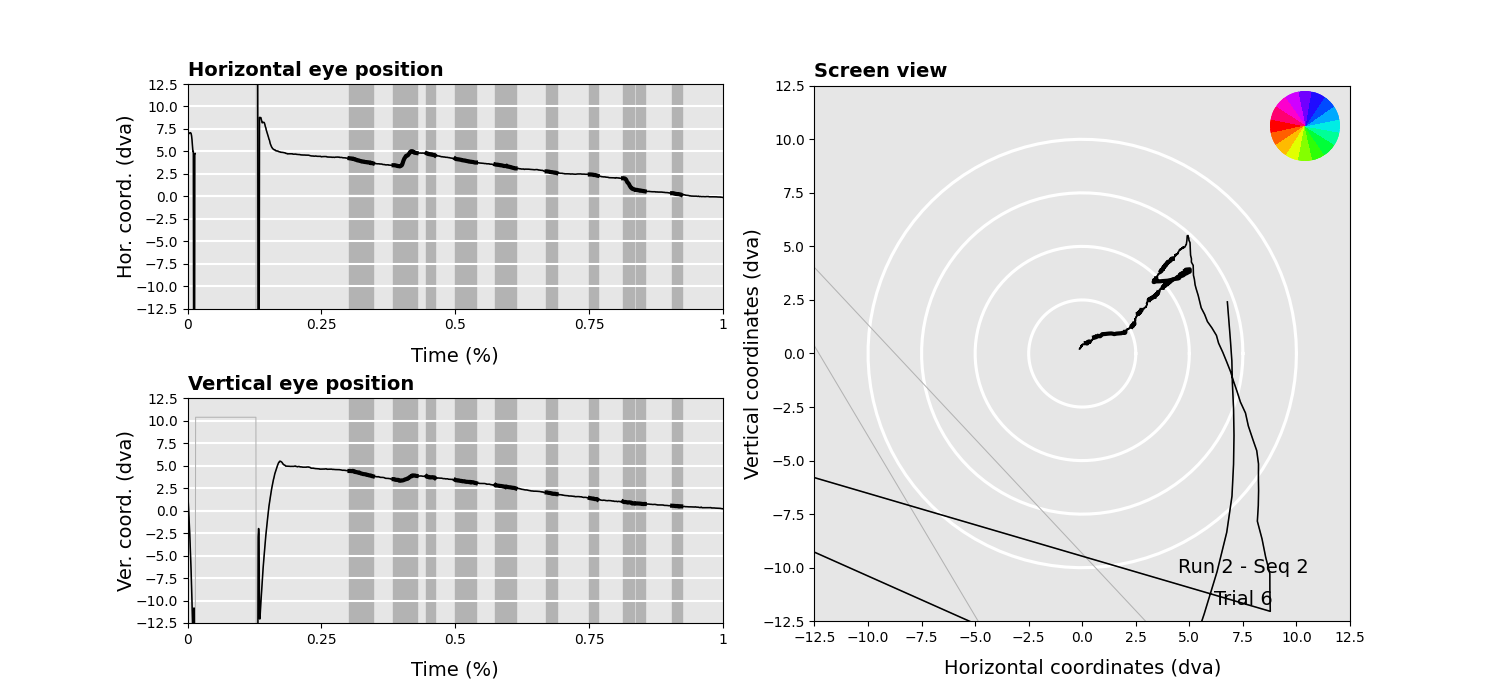 Horizontal eye position
Hor. coord. (dva)
12.5
10.0
7.5
5.0
2.5
0.0
−2.5
−5.0
−7.5
−10.0
−12.5
0 0.25 0.5 0.75 1
Time (%)
Vertical eye position
Ver. coord. (dva)
12.5
10.0
7.5
5.0
2.5
0.0
−2.5
−5.0
−7.5
−10.0
−12.5
0 0.25 0.5 0.75 1
Time (%)
Screen view
Vertical coordinates (dva)
12.5
10.0
7.5
5.0
2.5
0.0
−2.5
−5.0
−7.5
−10.0
−12.5
Run 2 - Seq 2
Trial 6
−12.5 −10.0 −7.5 −5.0 −2.5 0.0 2.5 5.0 7.5 10.0 12.5
Horizontal coordinates (dva)